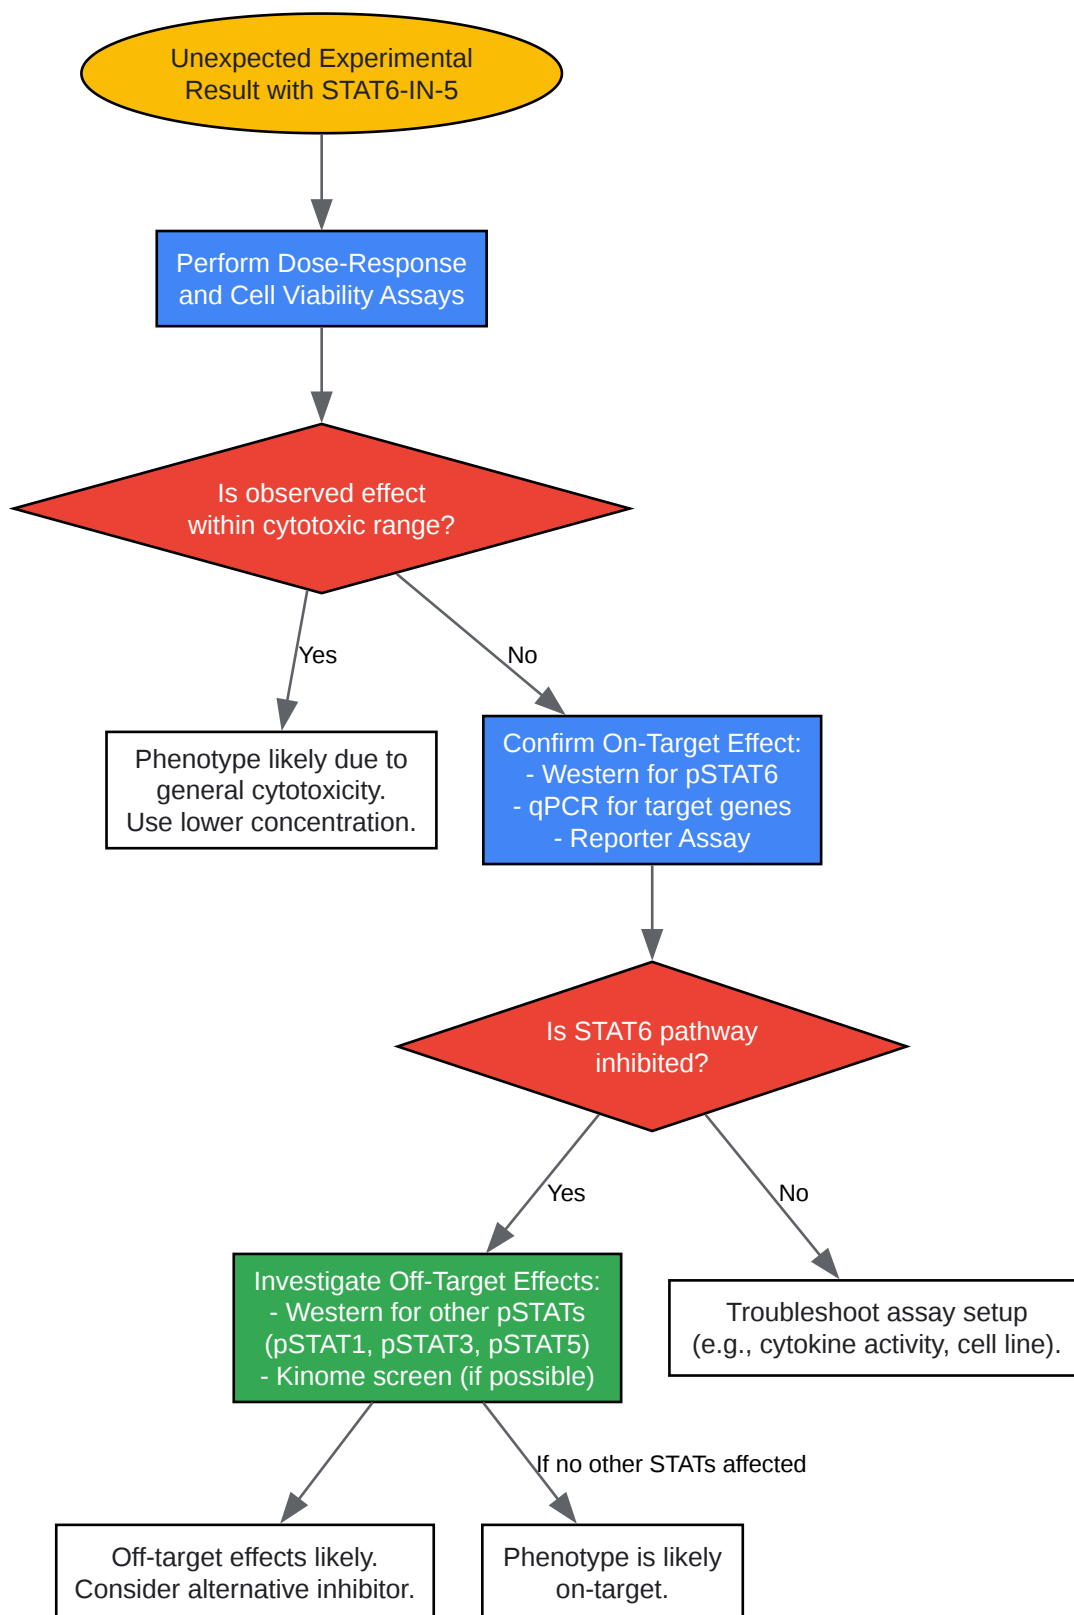 Unexpected Experimental
Result with STAT6-IN-5
Perform Dose-Response
and Cell Viability Assays
Is observed effect
within cytotoxic range?
Yes
No
Phenotype likely due to
general cytotoxicity.
Use lower concentration.
Confirm On-Target Effect:
- Western for pSTAT6
- qPCR for target genes
- Reporter Assay
Is STAT6 pathway
inhibited?
Yes
No
Investigate Off-Target Effects:
- Western for other pSTATs
(pSTAT1, pSTAT3, pSTAT5)
- Kinome screen (if possible)
Troubleshoot assay setup
(e.g., cytokine activity, cell line).
If no other STATs affected
Off-target effects likely.
Consider alternative inhibitor.
Phenotype is likely
on-target.